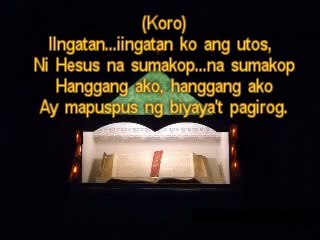 (Koro)
IIngatan...iingatan ko ang utos,
Ni Hesus na sumakop...na sumakop
Hanggang ako, hanggang ako
Ay mapuspus ng biyaya't pagirog.